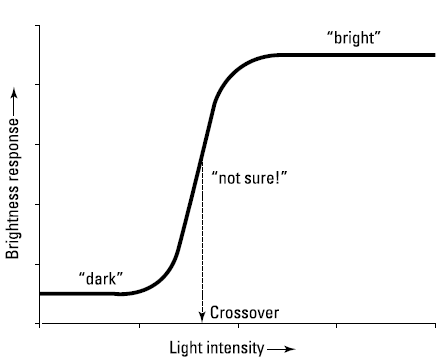 “bright”
Brightness response
“not sure!”
“dark”
Crossover
Light intensity